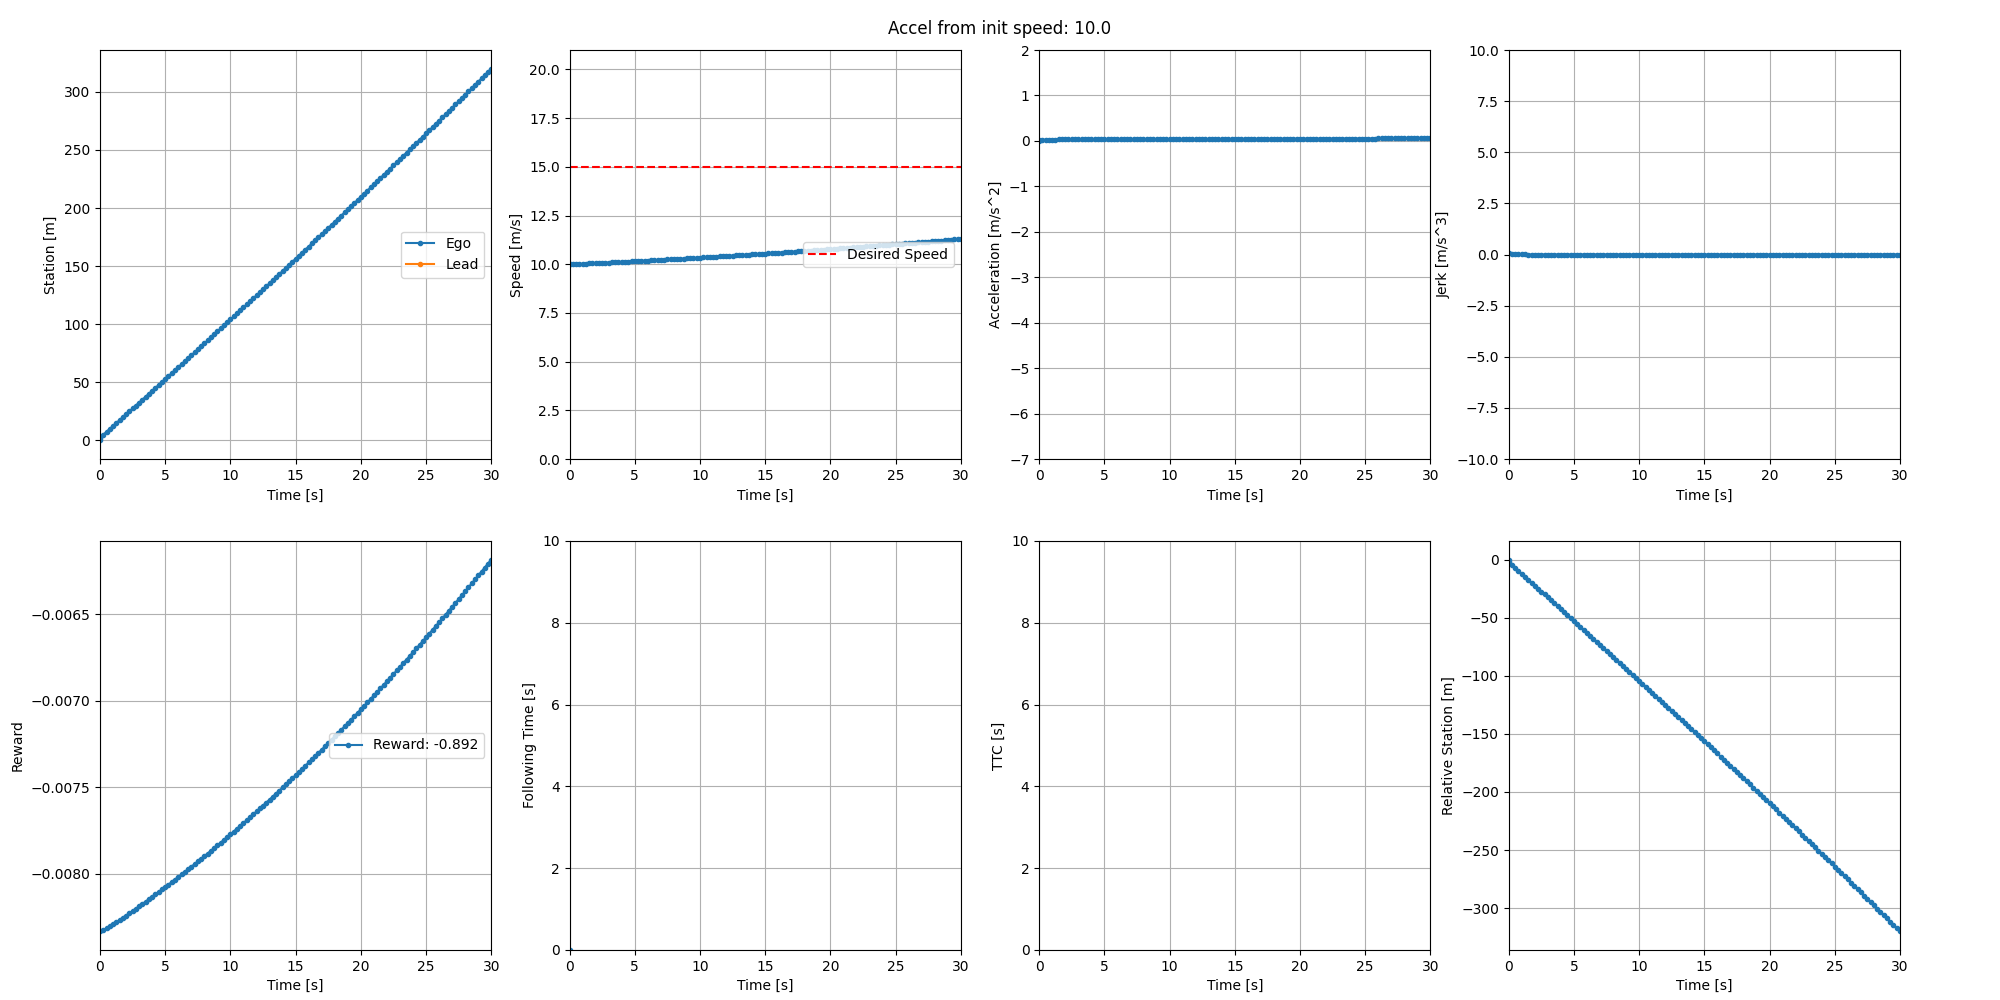 Accel from init speed: 10.0
Station [m]
300
250
200
150
100
50
0
0 5 10 15 20 25 30
Time [s]
Ego
Lead
Speed [m/s]
20.0
17.5
15.0
12.5
10.0
7.5
5.0
2.5
0.0
0 5 10 15 20 25 30
Time [s]
Desired Speed
Acceleration [m/s^2]
2
1
0
−1
−2
−3
−4
−5
−6
−7
0 5 10 15 20 25 30
Time [s]
Jerk [m/s^3]
10.0
7.5
5.0
2.5
0.0
−2.5
−5.0
−7.5
−10.0
0 5 10 15 20 25 30
Time [s]
Reward
−0.0065
−0.0070
−0.0075
−0.0080
0 5 10 15 20 25 30
Time [s]
Reward: -0.892
Following Time [s]
10
8
6
4
2
0
0 5 10 15 20 25 30
Time [s]
TTC [s]
10
8
6
4
2
0
0 5 10 15 20 25 30
Time [s]
Relative Station [m]
0
−50
−100
−150
−200
−250
−300
0 5 10 15 20 25 30
Time [s]